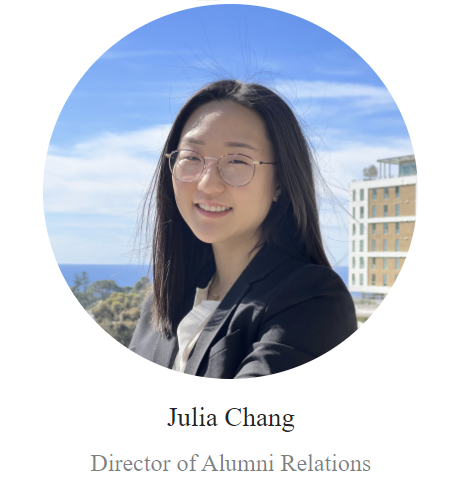 Julia Chang
Director of Alumni Relations